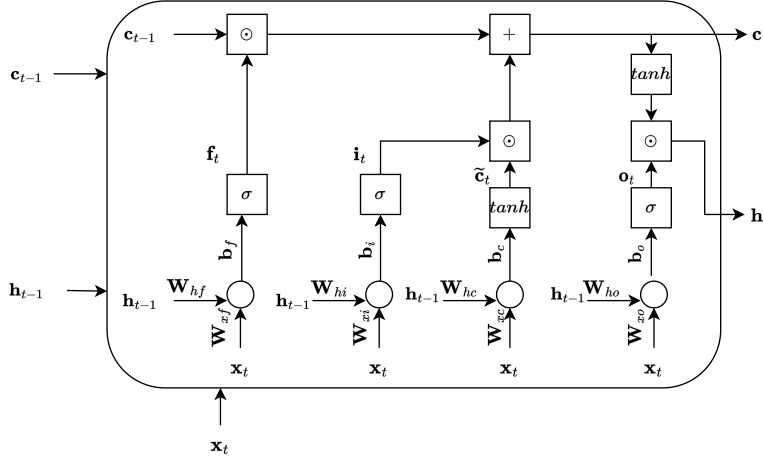 c_{t-1} ⊙ + c
c_{t-1} tanh
f_t i_t ⊙ c̃_t o_t ⊙
σ σ tanh σ h
b_f b_i b_c b_o
h_{t-1} h_{t-1} W_{hf} h_{t-1} W_{hi} h_{t-1} W_{hc} h_{t-1} W_{ho}
W_{xf} W_{xi} W_{xc} W_{xo}
x_t x_t x_t x_t
x_t